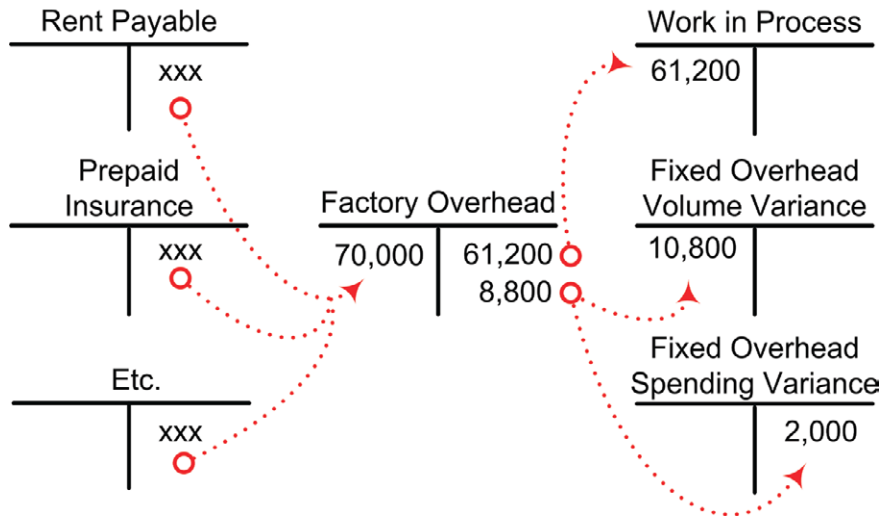 Rent Payable
xxx
Prepaid
Insurance
xxx
Etc.
xxx
Factory Overhead
70,000 61,200
8,800
Work in Process
61,200
Fixed Overhead
Volume Variance
10,800
Fixed Overhead
Spending Variance
2,000